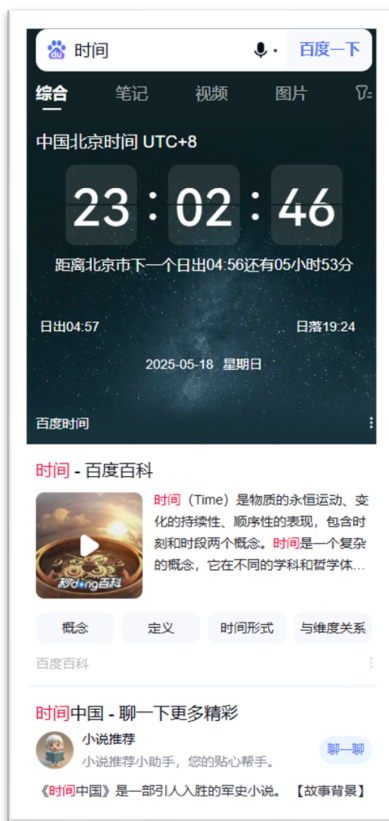 du
时间
百度一下
综合 笔记 视频 图片
中国北京时间 UTC+8
23 : 02 : 46
距离北京市下一个日出04:56还有05小时53分
日出04:57 日落19:24
2025-05-18 星期日
百度时间
时间 - 百度百科
时间（Time）是物质的永恒运动、变
化的持续性、顺序性的表现，包含时
刻和时段两个概念。时间是一个复杂
的概念，它在不同的学科和哲学体...
秒dong百科
概念 定义 时间形式 与维度关系
百度百科
时间中国 - 聊一下更多精彩
小说推荐
小说推荐小助手，您的贴心帮手。
聊一聊
《时间中国》是一部引人入胜的军史小说。 【故事背景】